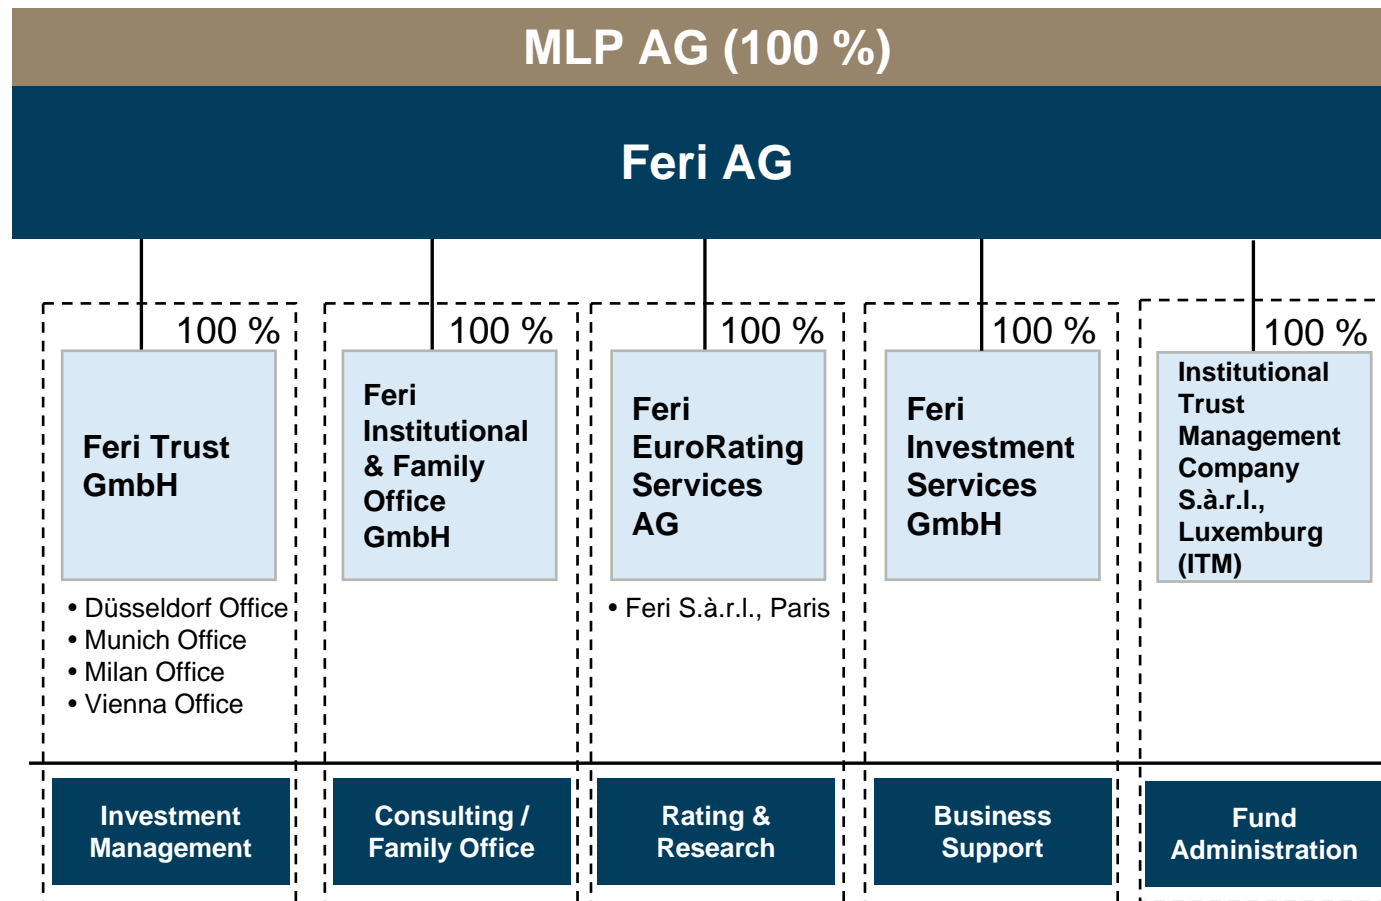 MLP AG (100 %)
Feri AG
100 %
Feri Trust
GmbH
• Düsseldorf Office
• Munich Office
• Milan Office
• Vienna Office
Investment
Management
100 %
Feri
Institutional
& Family
Office
GmbH
Consulting /
Family Office
100 %
Feri
EuroRating
Services
AG
• Feri S.à.r.l., Paris
Rating &
Research
100 %
Feri
Investment
Services
GmbH
Business
Support
100 %
Institutional
Trust
Management
Company
S.à.r.l.,
Luxemburg
(ITM)
Fund
Administration